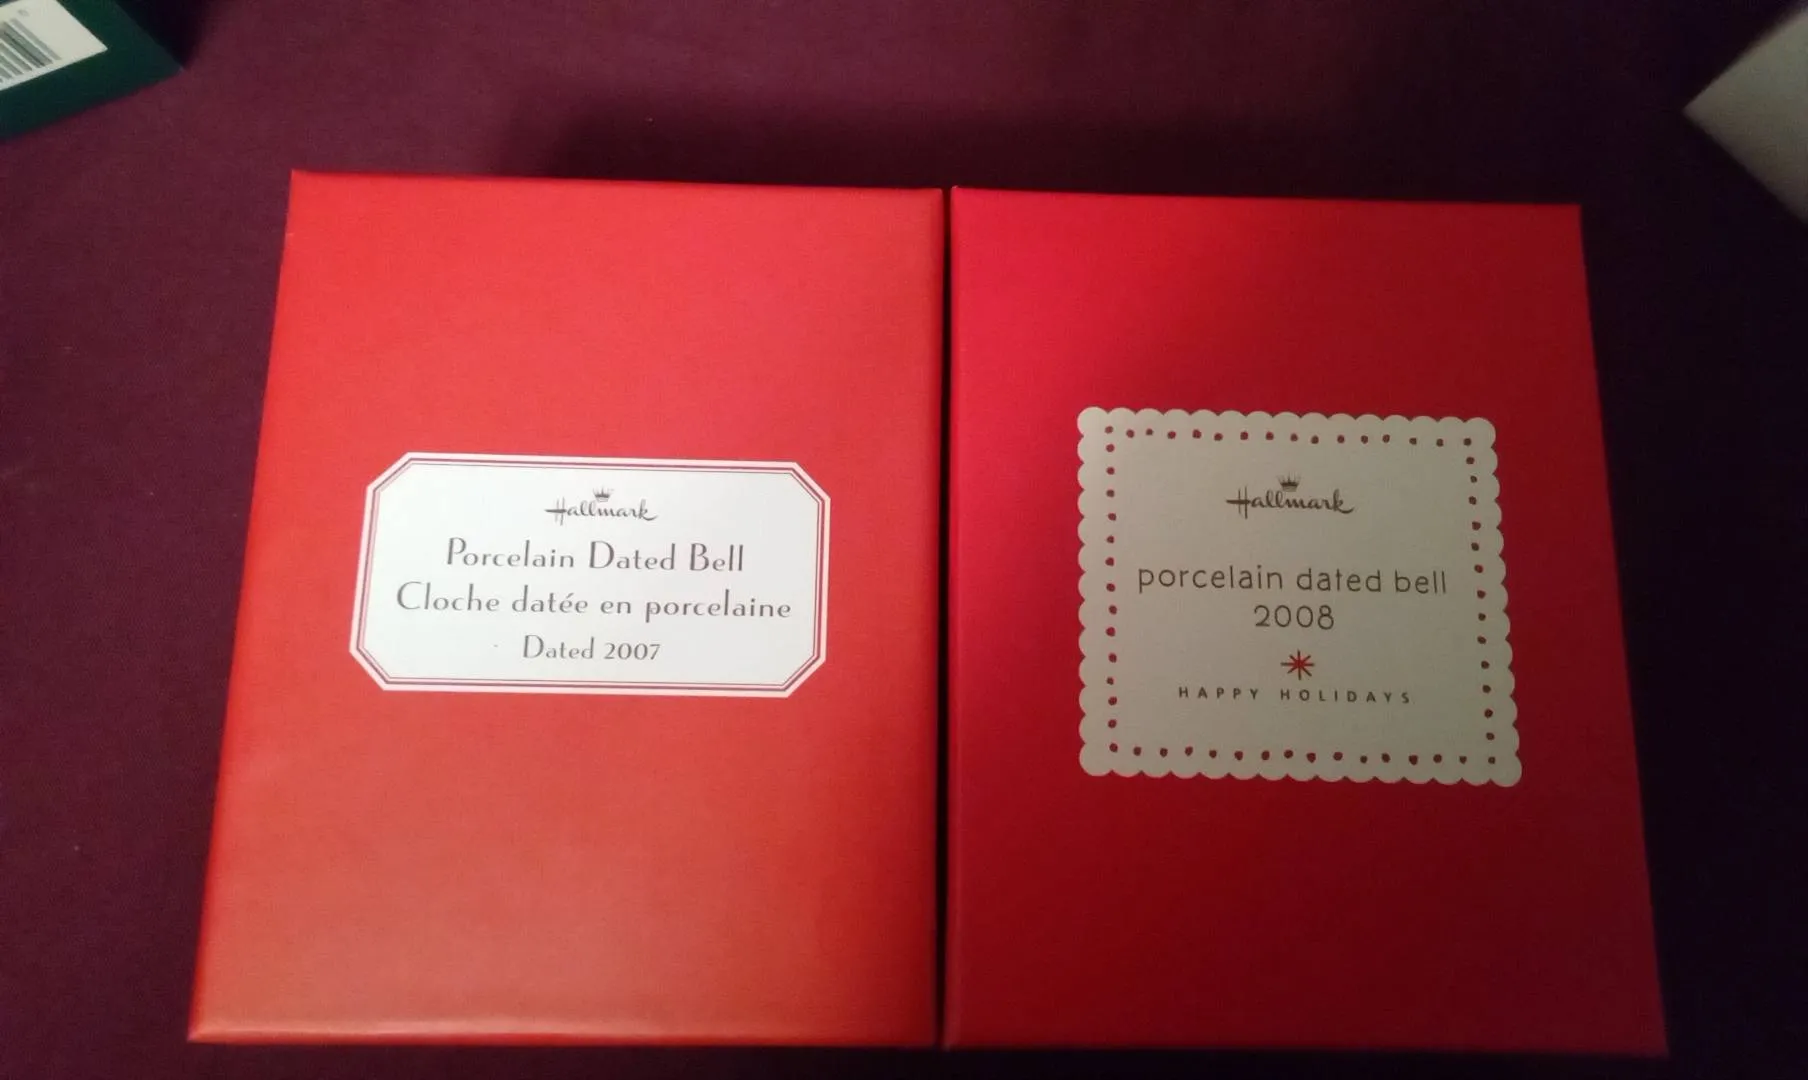 Hallmark
Porcelain Dated Bell
Cloche datée en porcelaine
Dated 2007
Hallmark
porcelain dated bell
2008
HAPPY HOLIDAYS